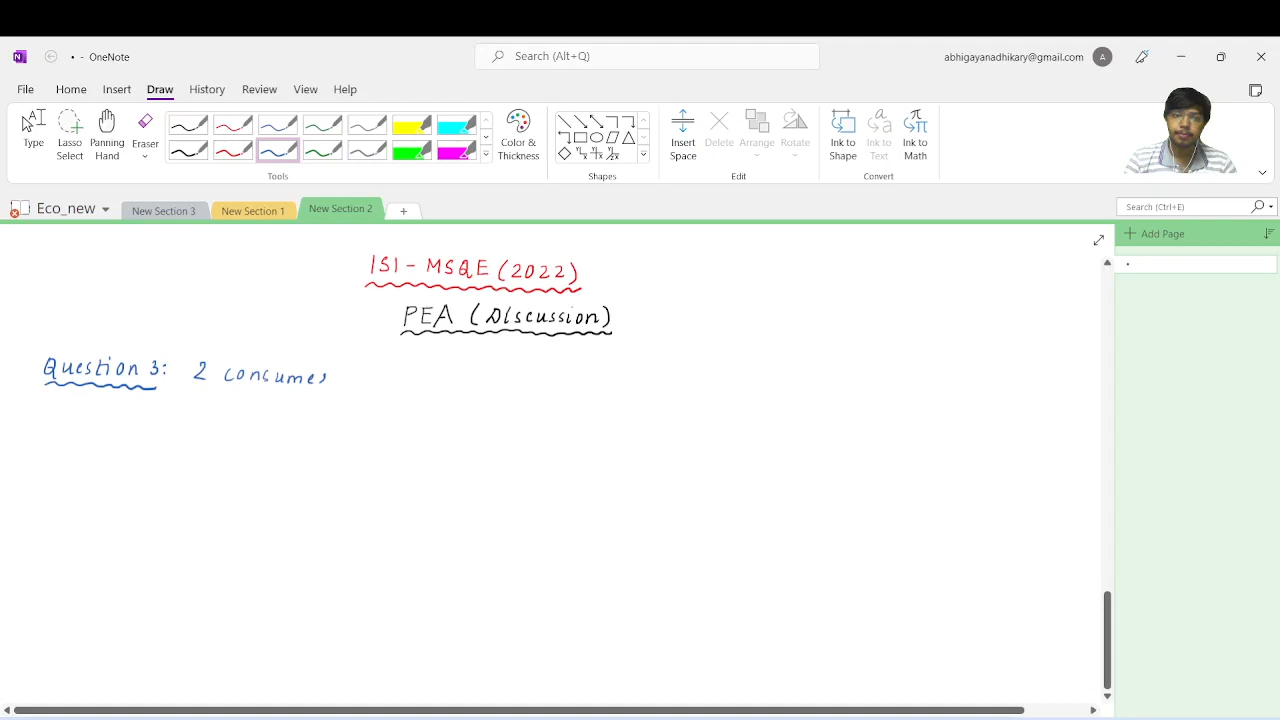 • - OneNote
Search (Alt+Q)
abhigayanadhikary@gmail.com
A
File Home Insert Draw History Review View Help
Type
Lasso Select
Panning Hand
Eraser
Color & Thickness
Insert Space
Delete
Arrange
Rotate
Ink to Shape
Ink to Text
Ink to Math
Tools
Shapes
Edit
Convert
Eco_new
New Section 3
New Section 1
New Section 2
Search (Ctrl+E)
Add Page
ISI - MSQE (2022)
PEA (Discussion)
Question 3: 2 consumes